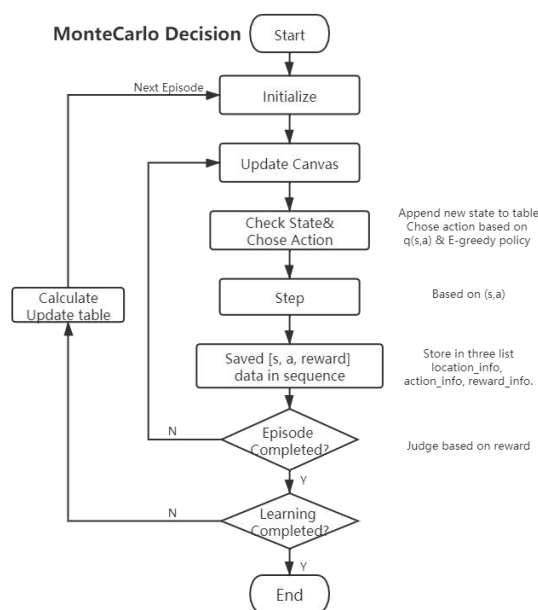 MonteCarlo Decision
Start
Next Episode
Initialize
Update Canvas
Check State&
Chose Action
Append new state to table
Chose action based on
q(s,a) & E-greedy policy
Step
Based on (s,a)
Calculate
Update table
Saved [s, a, reward]
data in sequence
Store in three list
location_info,
action_info, reward_info.
N
Episode
Completed?
Judge based on reward
Y
N
Learning
Completed?
Y
End